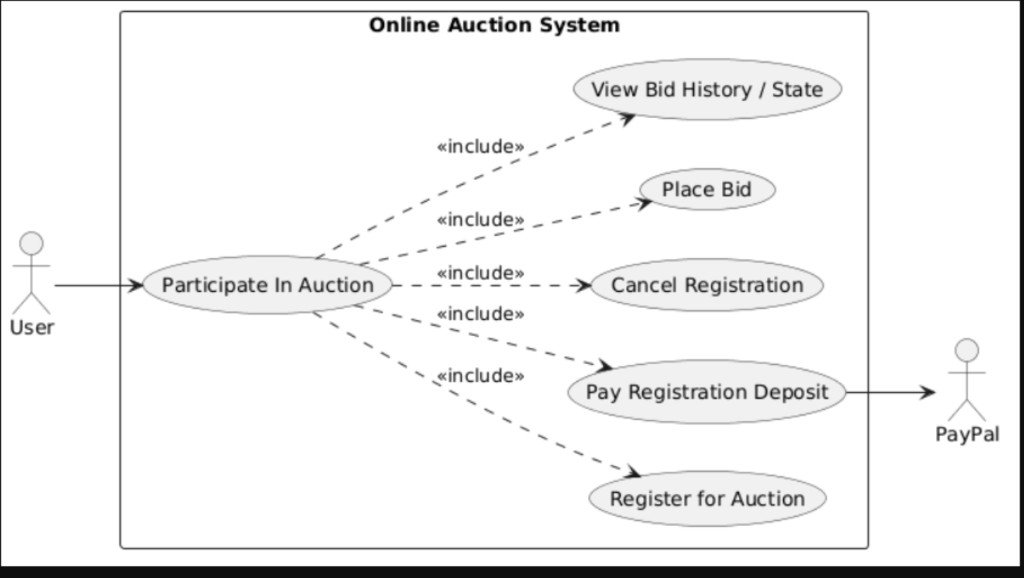 Online Auction System
View Bid History / State
«include»
Place Bid
«include»
Participate In Auction
«include»
Cancel Registration
«include»
User
«include»
Pay Registration Deposit
PayPal
Register for Auction